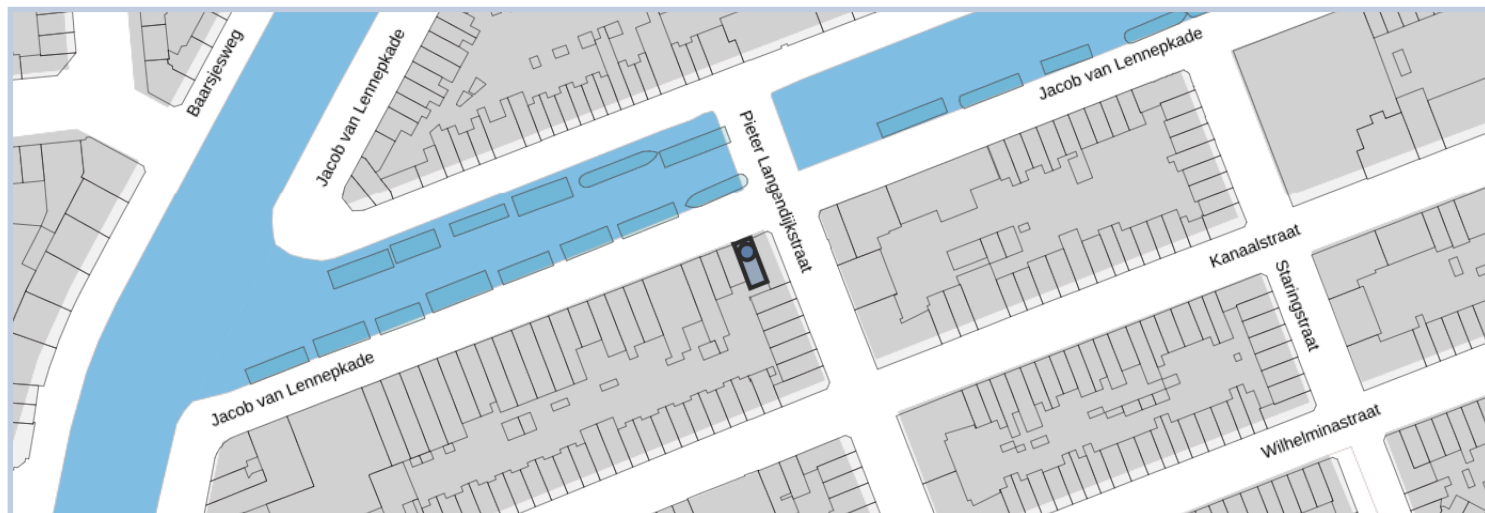 Baarsjesweg
Jacob van Lennepkade
Jacob van Lennepkade
Pieter Langendijkstraat
Kanaalstraat
Staringstraat
Jacob van Lennepkade
Wilhelminastraat